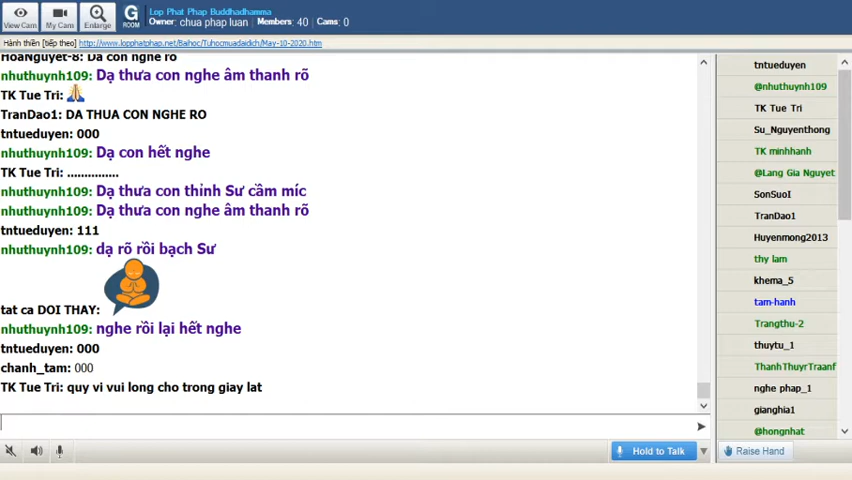 View Cam
My Cam
Enlarge
G
ROOM
Lop Phat Phap Buddhadhamma
Owner: chua phap luan Members: 40 Cams: 0
Hành thiền [tiếp theo] http://www.lopphatphap.net/Baihoc/Tuhocmuadaidich/May-10-2020.htm
HoaNguyet-8: Da con nghe ro
nhuthuynh109: Dạ thưa con nghe âm thanh rõ
TK Tue Tri:
TranDao1: DA THUA CON NGHE RO
tntueduyen: 000
nhuthuynh109: Dạ con hết nghe
TK Tue Tri: ..............
nhuthuynh109: Dạ thưa con thỉnh Sư cầm míc
nhuthuynh109: Dạ thưa con nghe âm thanh rõ
tntueduyen: 111
nhuthuynh109: dạ rõ rồi bạch Sư
tat ca DOI THAY:
nhuthuynh109: nghe rồi lại hết nghe
tntueduyen: 000
chanh_tam: 000
TK Tue Tri: quy vi vui long cho trong giay lat
Hold to Talk
tntueduyen
@nhuthuynh109
TK Tue Tri
Su_Nguyenthong
TK minhhanh
@Lang Gia Nguyet
SonSuoI
TranDao1
Huyenmong2013
thy lam
khema_5
tam-hanh
Trangthu-2
thuytu_1
ThanhThuyrTraanf
nghe phap_1
gianghia1
@hongnhat
Raise Hand